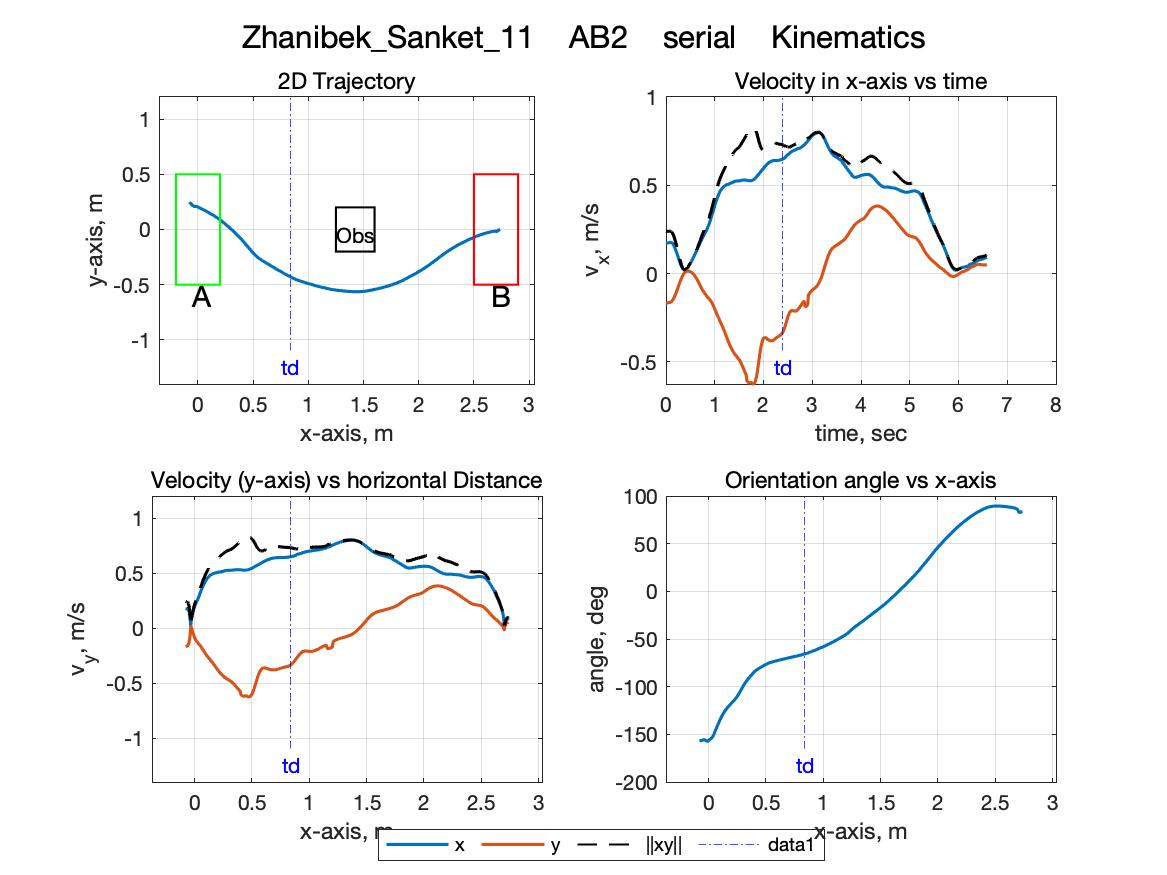 Zhanibek_Sanket_11 AB2 serial Kinematics
2D Trajectory
1
0.5
0
-0.5
-1
y-axis, m
A
Obs
B
td
0 0.5 1 1.5 2 2.5 3
x-axis, m
Velocity in x-axis vs time
1
0.5
0
-0.5
v_x, m/s
td
0 1 2 3 4 5 6 7 8
time, sec
Velocity (y-axis) vs horizontal Distance
1
0.5
0
-0.5
-1
v_y, m/s
td
0 0.5 1 1.5 2 2.5 3
x-axis, m
Orientation angle vs x-axis
100
50
0
-50
-100
-150
-200
angle, deg
td
0 0.5 1 1.5 2 2.5 3
x-axis, m
x y ||xy|| data1